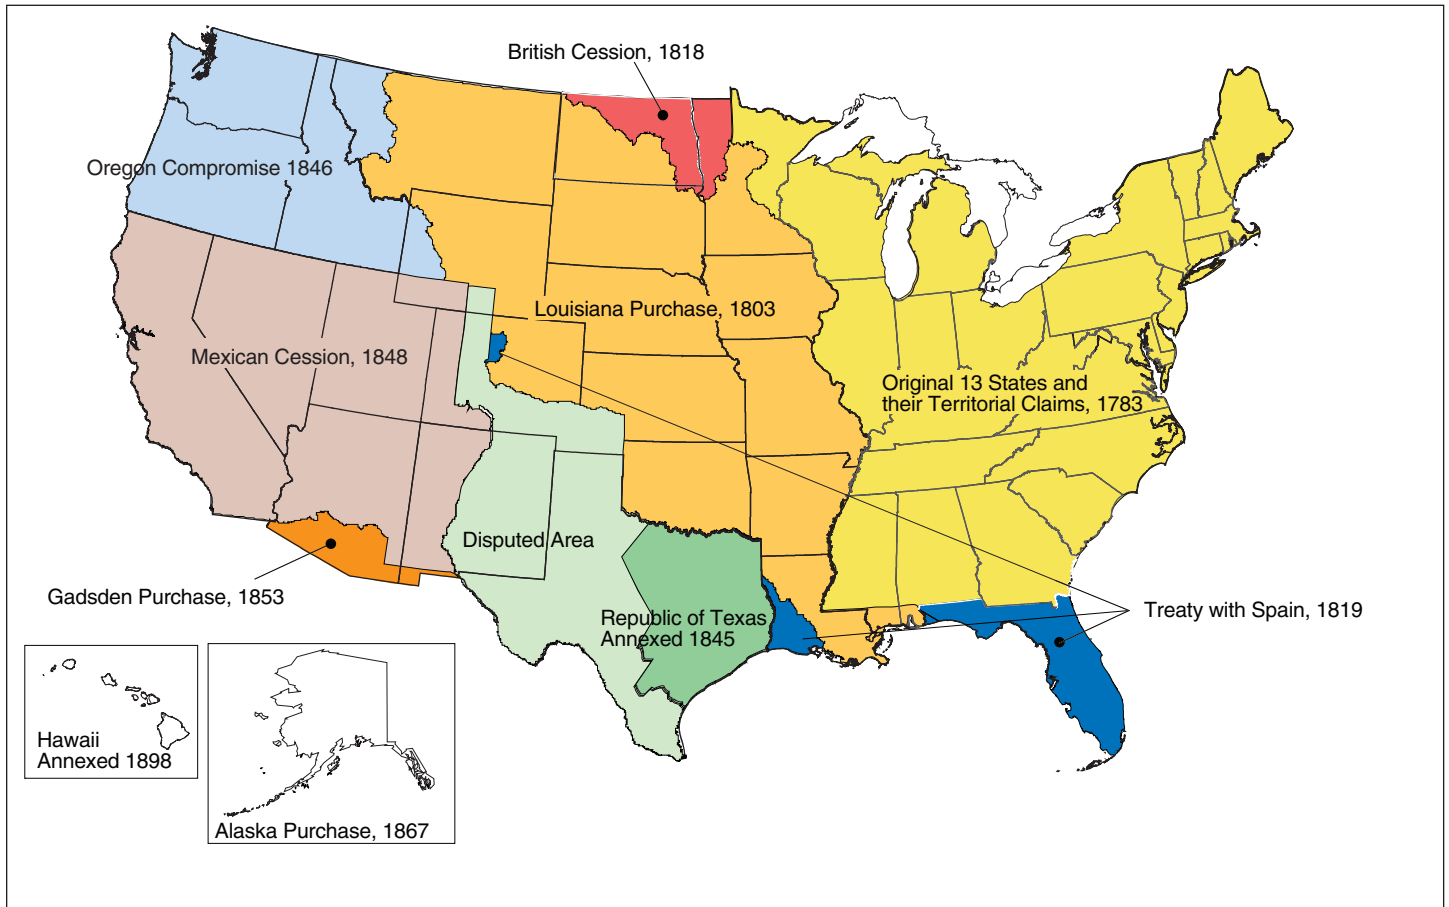 British Cession, 1818
Oregon Compromise 1846
Louisiana Purchase, 1803
Mexican Cession, 1848
Original 13 States and
their Territorial Claims, 1783
Disputed Area
Gadsden Purchase, 1853
Republic of Texas
Annexed 1845
Treaty with Spain, 1819
Hawaii
Annexed 1898
Alaska Purchase, 1867